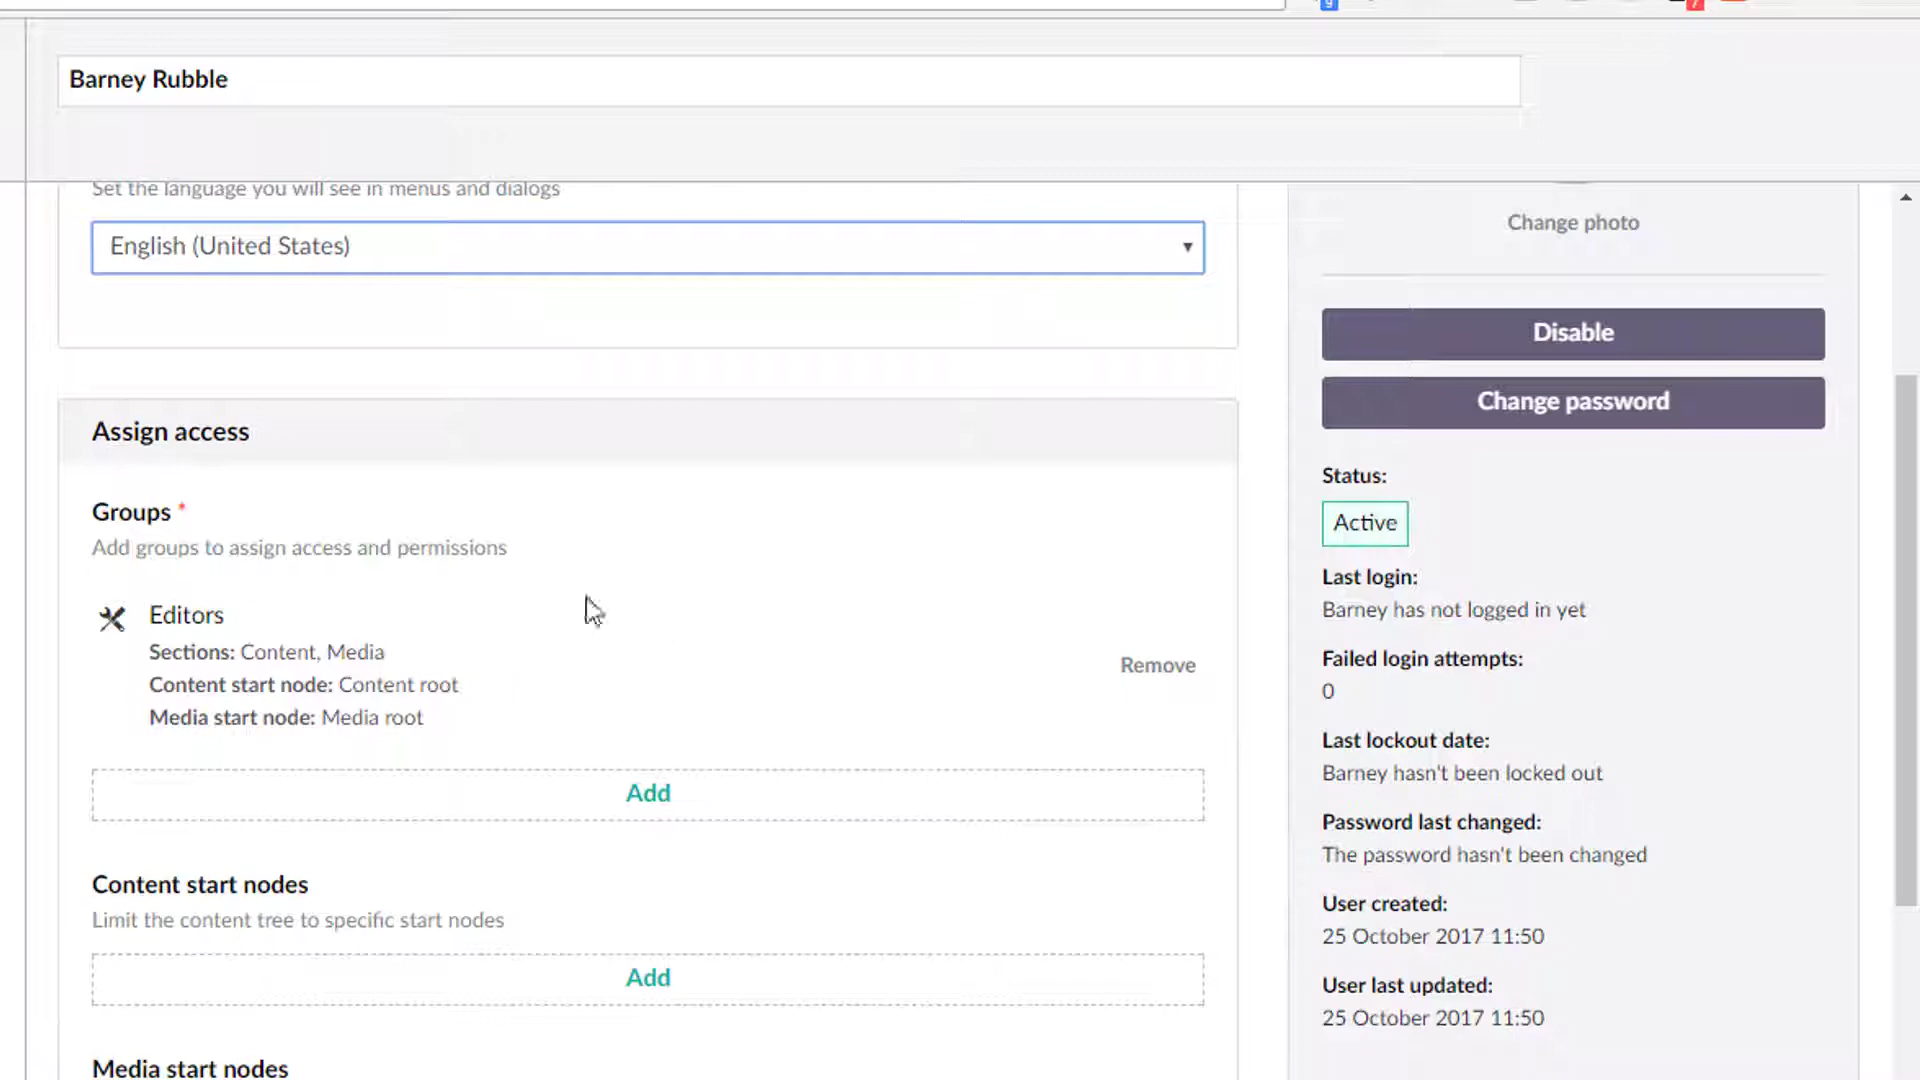 Barney Rubble
Set the language you will see in menus and dialogs
English (United States)
Assign access
Groups *
Add groups to assign access and permissions
Editors
Sections: Content, Media
Content start node: Content root
Media start node: Media root
Remove
Add
Content start nodes
Limit the content tree to specific start nodes
Add
Media start nodes
Change photo
Disable
Change password
Status:
Active
Last login:
Barney has not logged in yet
Failed login attempts:
0
Last lockout date:
Barney hasn't been locked out
Password last changed:
The password hasn't been changed
User created:
25 October 2017 11:50
User last updated:
25 October 2017 11:50